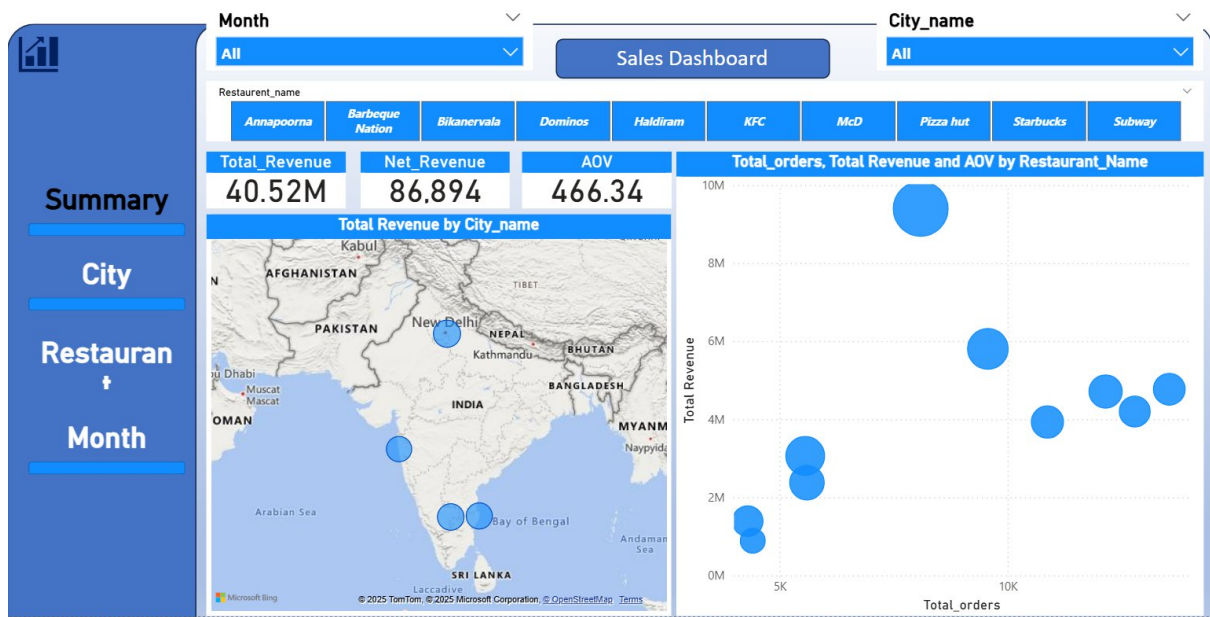 Month
All
Sales Dashboard
City_name
All
Restaurent_name
Annapoorna
Barbeque
Nation
Bikanervala
Dominos
Haldiram
KFC
McD
Pizza hut
Starbucks
Subway
Summary
City
Restauran
t
Month
Total_Revenue
40.52M
Net_Revenue
86,894
AOV
466.34
Total Revenue by City_name
Kabul
AFGHANISTAN
N
TIBET
PAKISTAN
New Delhi
NEPAL
Kathmandu
BHUTAN
Abu Dhabi
Muscat
Mascat
BANGLADESH
INDIA
OMAN
MYANM
Naypyida
Arabian Sea
Bay of Bengal
Andaman
Sea
SRI LANKA
Laccadive
Microsoft Bing
© 2025 TomTom, © 2025 Microsoft Corporation, © OpenStreetMap Terms
Total_orders, Total Revenue and AOV by Restaurant_Name
Total Revenue
10M
8M
6M
4M
2M
0M
5K
10K
Total_orders